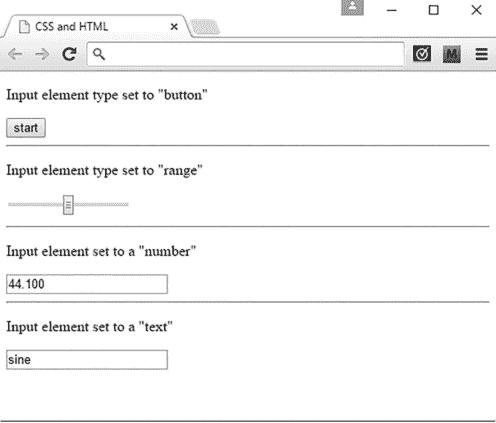 CSS and HTML
Input element type set to "button"
start
Input element type set to "range"
Input element set to a "number"
44.100
Input element set to a "text"
sine